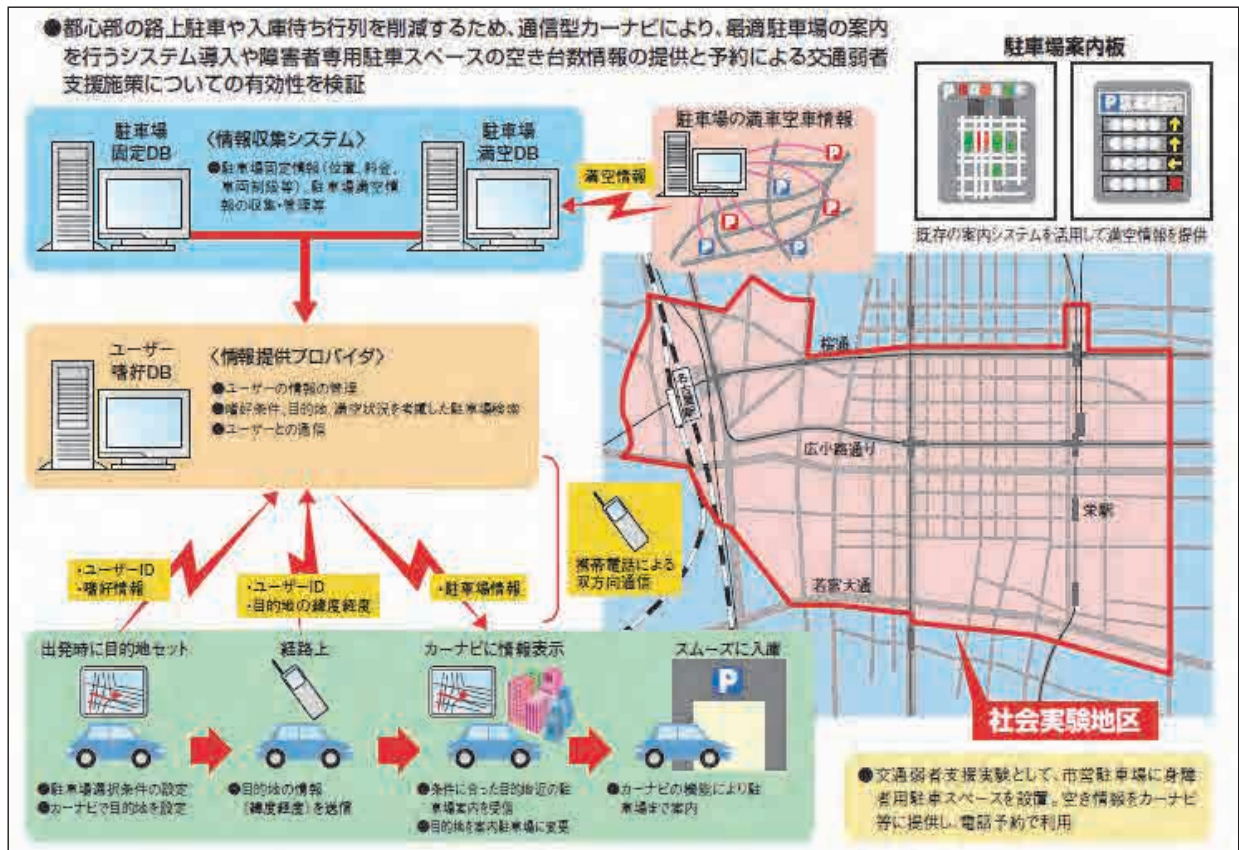 ●都心部の路上駐車や入庫待ち行列を削減するため、通信型カーナビにより、最適駐車場の案内
を行うシステム導入や障害者専用駐車スペースの空き台数情報の提供と予約による交通弱者
支援施策についての有効性を検証
駐車場案内板
P
P
既存の案内システムを活用して満空情報を提供
駐車場
固定DB
〈情報収集システム〉
●駐車場固定情報(位置、料金、
車両制限等)、駐車場満空情
報の収集・管理等
駐車場
満空DB
満空情報
駐車場の満車空車情報
P
P
P
P
P
P
ユーザー
嗜好DB
〈情報提供プロバイダ〉
●ユーザーの情報の管理
●嗜好条件、目的地、満空状況を考慮した駐車場検索
●ユーザーとの通信
・ユーザーID
・嗜好情報
・ユーザーID
・目的地の緯度経度
・駐車場情報
携帯電話による
双方向通信
桜通
名古屋駅
広小路通り
栄駅
若宮大通
社会実験地区
出発時に目的地セット
経路上
カーナビに情報表示
スムーズに入庫
P
●駐車場選択条件の設定
●カーナビで目的地を設定
●目的地の情報
(緯度経度)を送信
●条件に合った目的地近の駐
車場案内を受信
●目的地を案内駐車場に変更
●カーナビの機能により駐
車場まで案内
●交通弱者支援実験として、市営駐車場に身障
者用駐車スペースを設置。空き情報をカーナビ
等に提供し、電話予約で利用